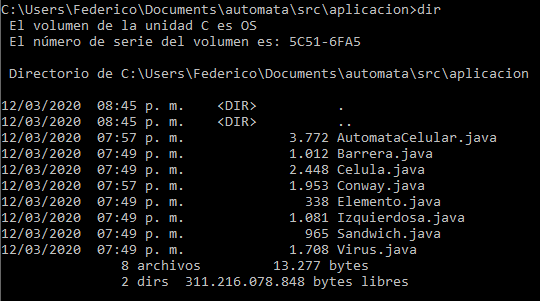 C:\Users\Federico\Documents\automata\src\aplicacion>dir
 El volumen de la unidad C es OS
 El número de serie del volumen es: 5C51-6FA5

 Directorio de C:\Users\Federico\Documents\automata\src\aplicacion

12/03/2020  08:45 p. m.    <DIR>          .
12/03/2020  08:45 p. m.    <DIR>          ..
12/03/2020  07:57 p. m.             3.772 AutomataCelular.java
12/03/2020  07:49 p. m.             1.012 Barrera.java
12/03/2020  07:49 p. m.             2.448 Celula.java
12/03/2020  07:57 p. m.             1.953 Conway.java
12/03/2020  07:49 p. m.               338 Elemento.java
12/03/2020  07:49 p. m.             1.081 Izquierdosa.java
12/03/2020  07:49 p. m.               965 Sandwich.java
12/03/2020  07:49 p. m.             1.708 Virus.java
               8 archivos         13.277 bytes
               2 dirs  311.216.078.848 bytes libres